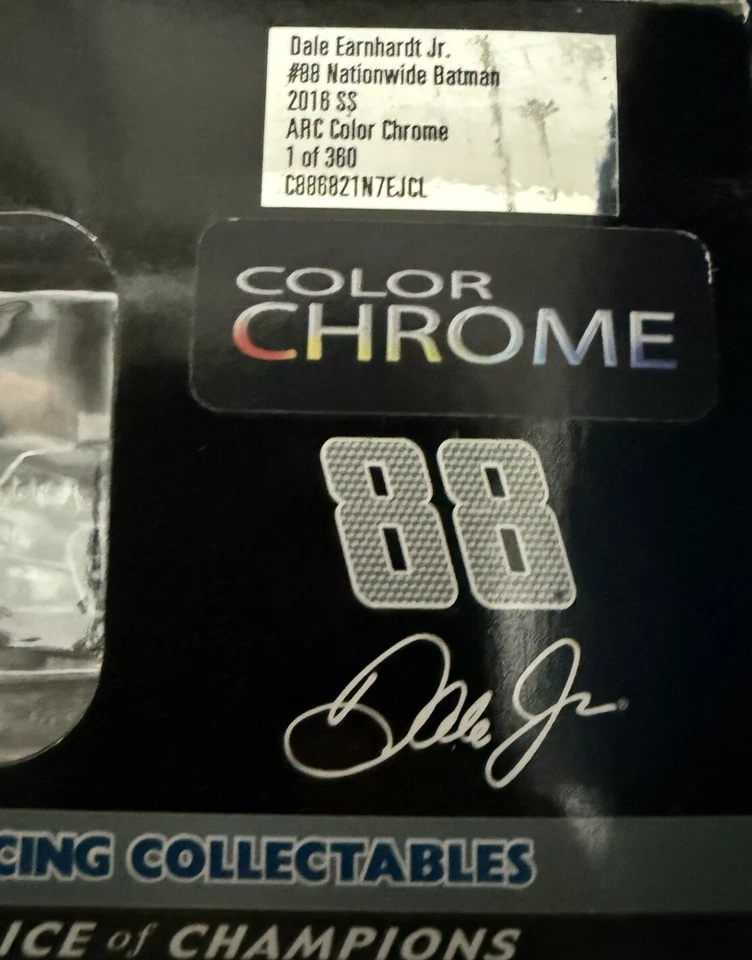 Dale Earnhardt Jr.
#88 Nationwide Batman
2016 SS
ARC Color Chrome
1 of 360
C886821N7EJCL
COLOR
CHROME
88
Dale Jr.
CING COLLECTABLES
ICE of CHAMPIONS